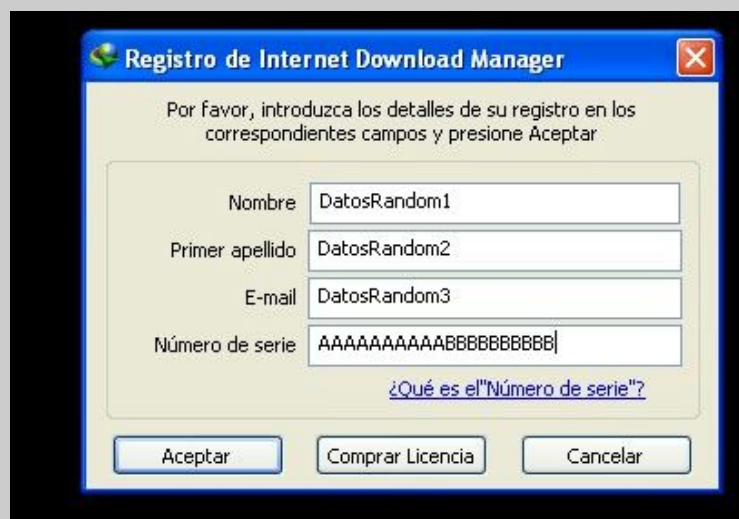 Registro de Internet Download Manager
Por favor, introduzca los detalles de su registro en los
correspondientes campos y presione Aceptar
Nombre DatosRandom1
Primer apellido DatosRandom2
E-mail DatosRandom3
Número de serie AAAAAAAAAABBBBBBBBBB
¿Qué es el"Número de serie"?
Aceptar Comprar Licencia Cancelar